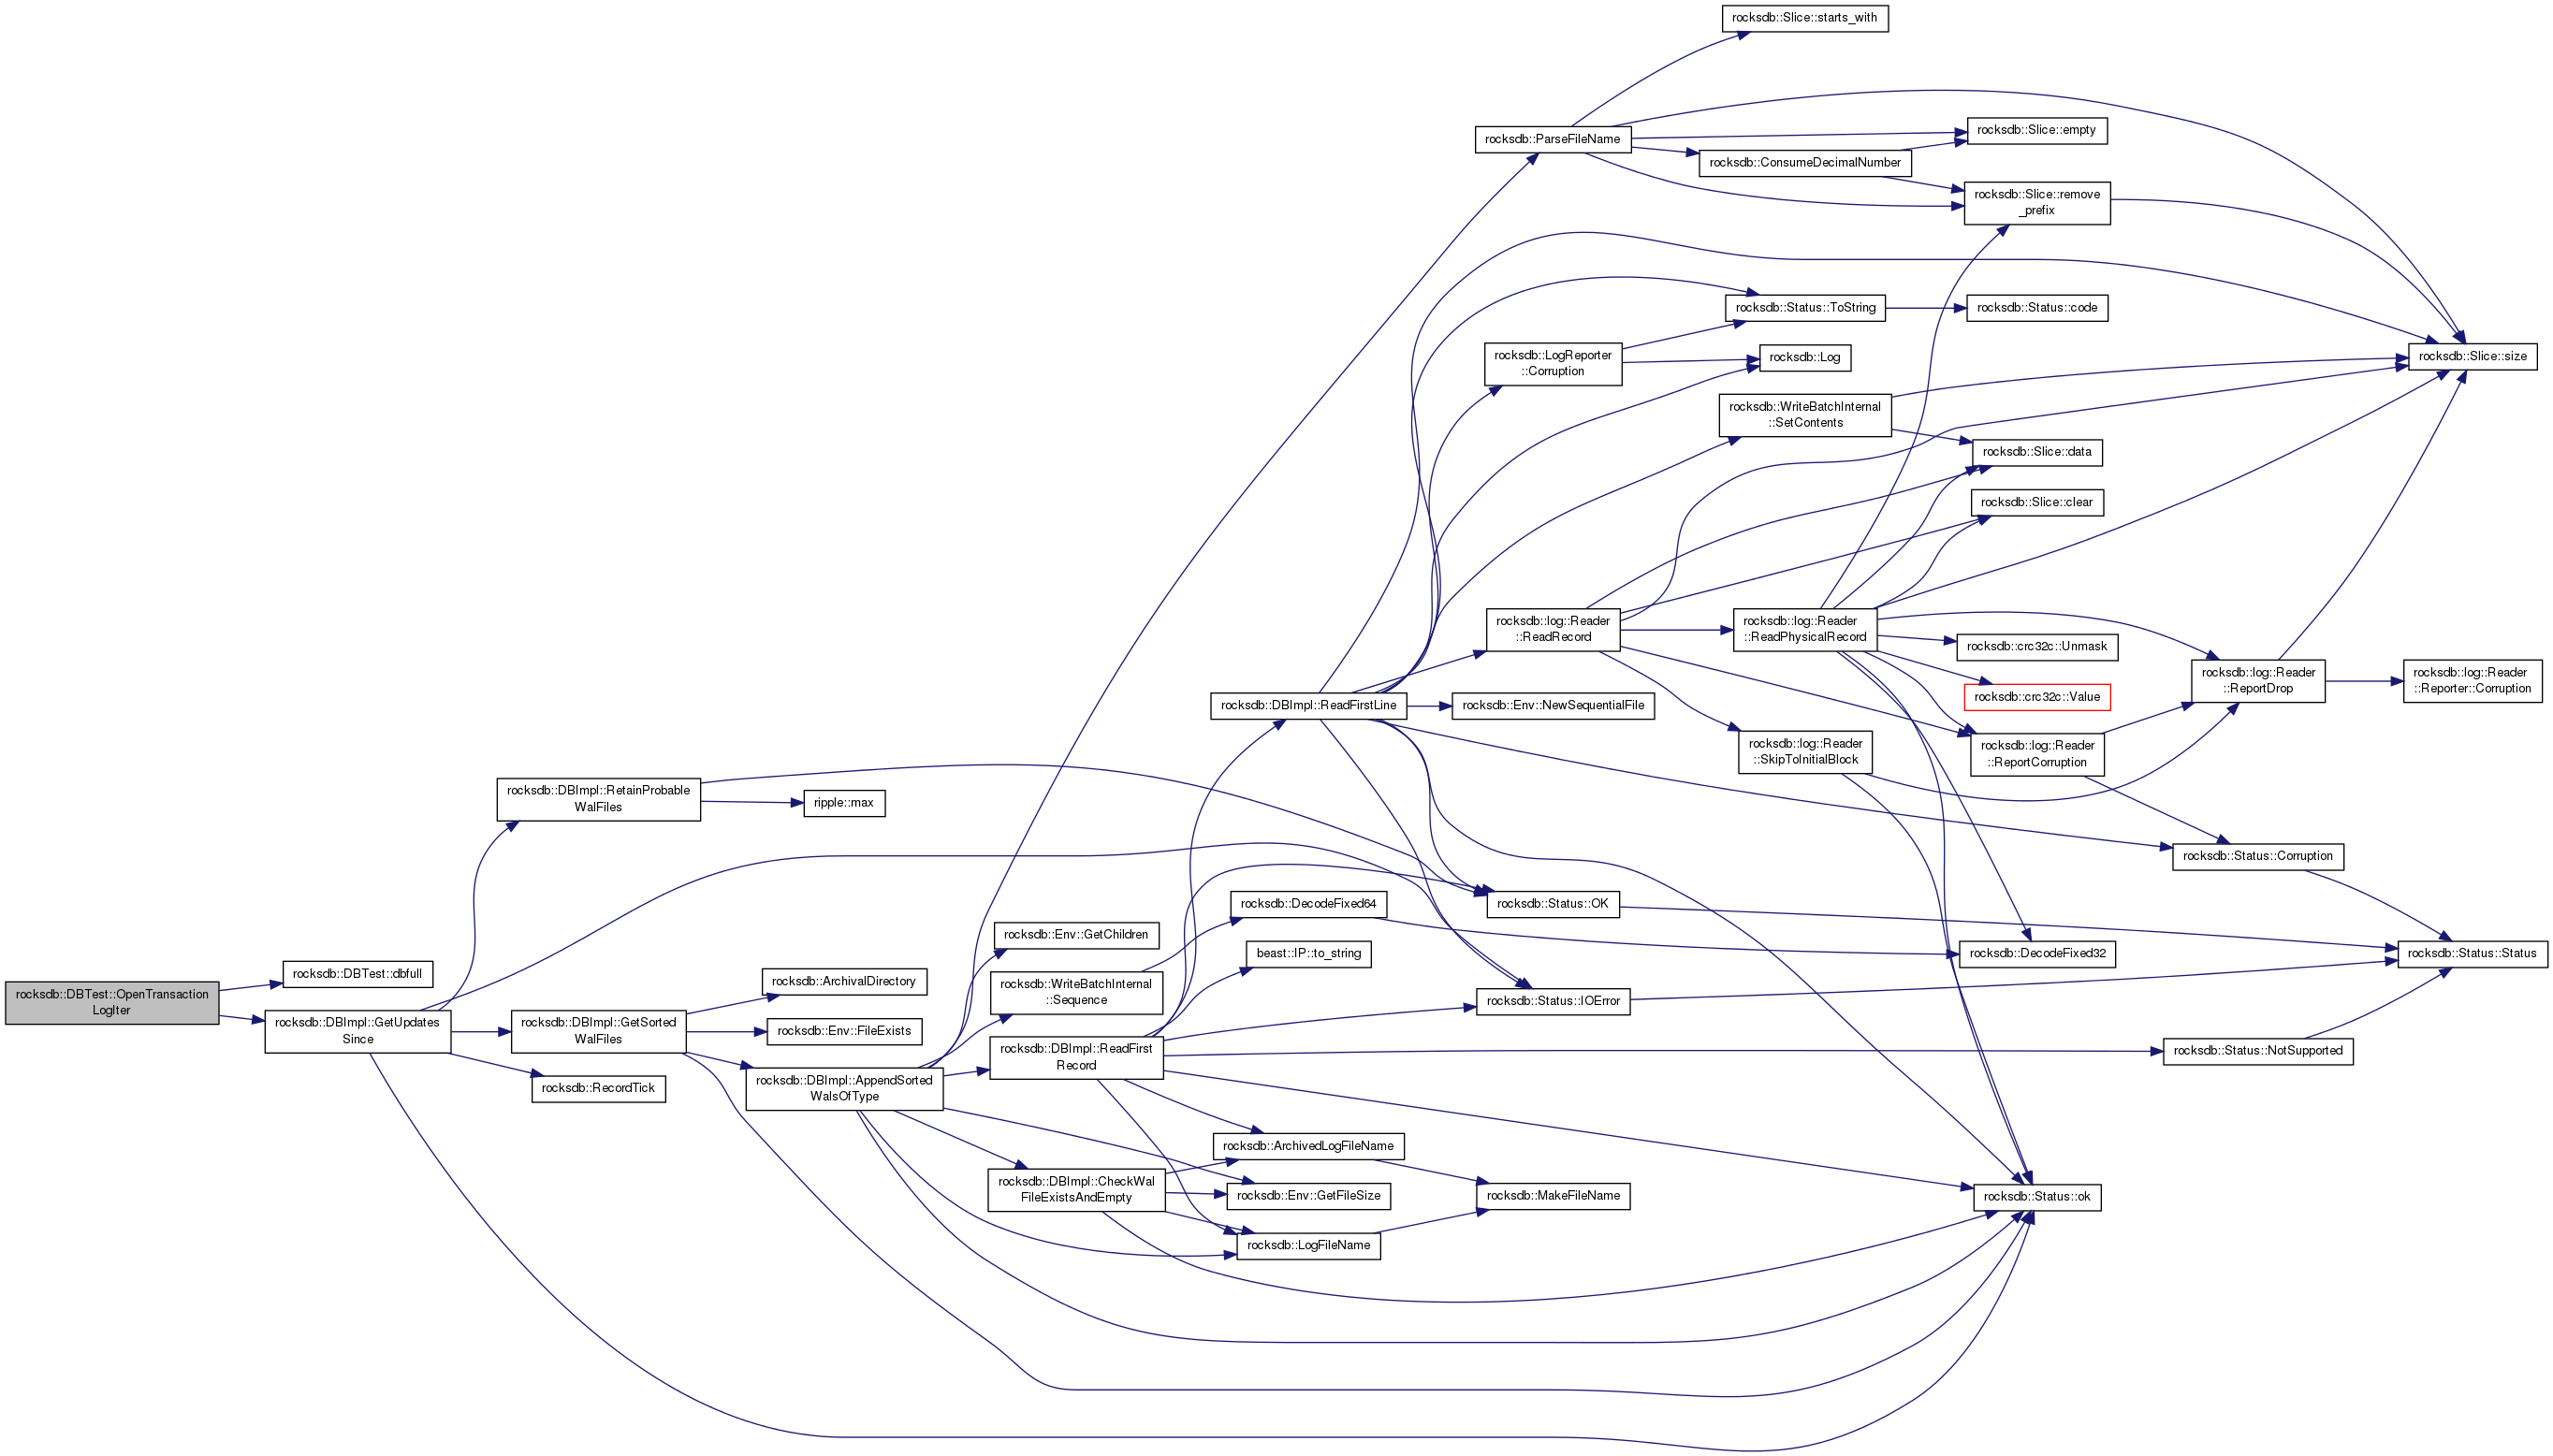 rocksdb::DBTest::OpenTransaction
LogIter
rocksdb::DBTest::dbfull
rocksdb::DBImpl::GetUpdates
Since
rocksdb::DBImpl::RetainProbable
WalFiles
rocksdb::DBImpl::GetSorted
WalFiles
rocksdb::RecordTick
ripple::max
rocksdb::ArchivalDirectory
rocksdb::Env::FileExists
rocksdb::DBImpl::AppendSorted
WalsOfType
rocksdb::Env::GetChildren
rocksdb::WriteBatchInternal
::Sequence
rocksdb::DBImpl::ReadFirst
Record
rocksdb::DBImpl::CheckWal
FileExistsAndEmpty
rocksdb::DBImpl::ReadFirstLine
rocksdb::DecodeFixed64
beast::IP::to_string
rocksdb::ArchivedLogFileName
rocksdb::Env::GetFileSize
rocksdb::LogFileName
rocksdb::ParseFileName
rocksdb::LogReporter
::Corruption
rocksdb::log::Reader
::ReadRecord
rocksdb::Env::NewSequentialFile
rocksdb::Status::OK
rocksdb::Status::IOError
rocksdb::MakeFileName
rocksdb::Slice::starts_with
rocksdb::ConsumeDecimalNumber
rocksdb::Status::ToString
rocksdb::Log
rocksdb::WriteBatchInternal
::SetContents
rocksdb::log::Reader
::ReadPhysicalRecord
rocksdb::log::Reader
::SkipToInitialBlock
rocksdb::Slice::empty
rocksdb::Slice::remove
_prefix
rocksdb::Status::code
rocksdb::Slice::data
rocksdb::Slice::clear
rocksdb::crc32c::Unmask
rocksdb::crc32c::Value
rocksdb::log::Reader
::ReportCorruption
rocksdb::DecodeFixed32
rocksdb::Status::ok
rocksdb::log::Reader
::ReportDrop
rocksdb::Status::Corruption
rocksdb::Status::NotSupported
rocksdb::Slice::size
rocksdb::log::Reader
::Reporter::Corruption
rocksdb::Status::Status